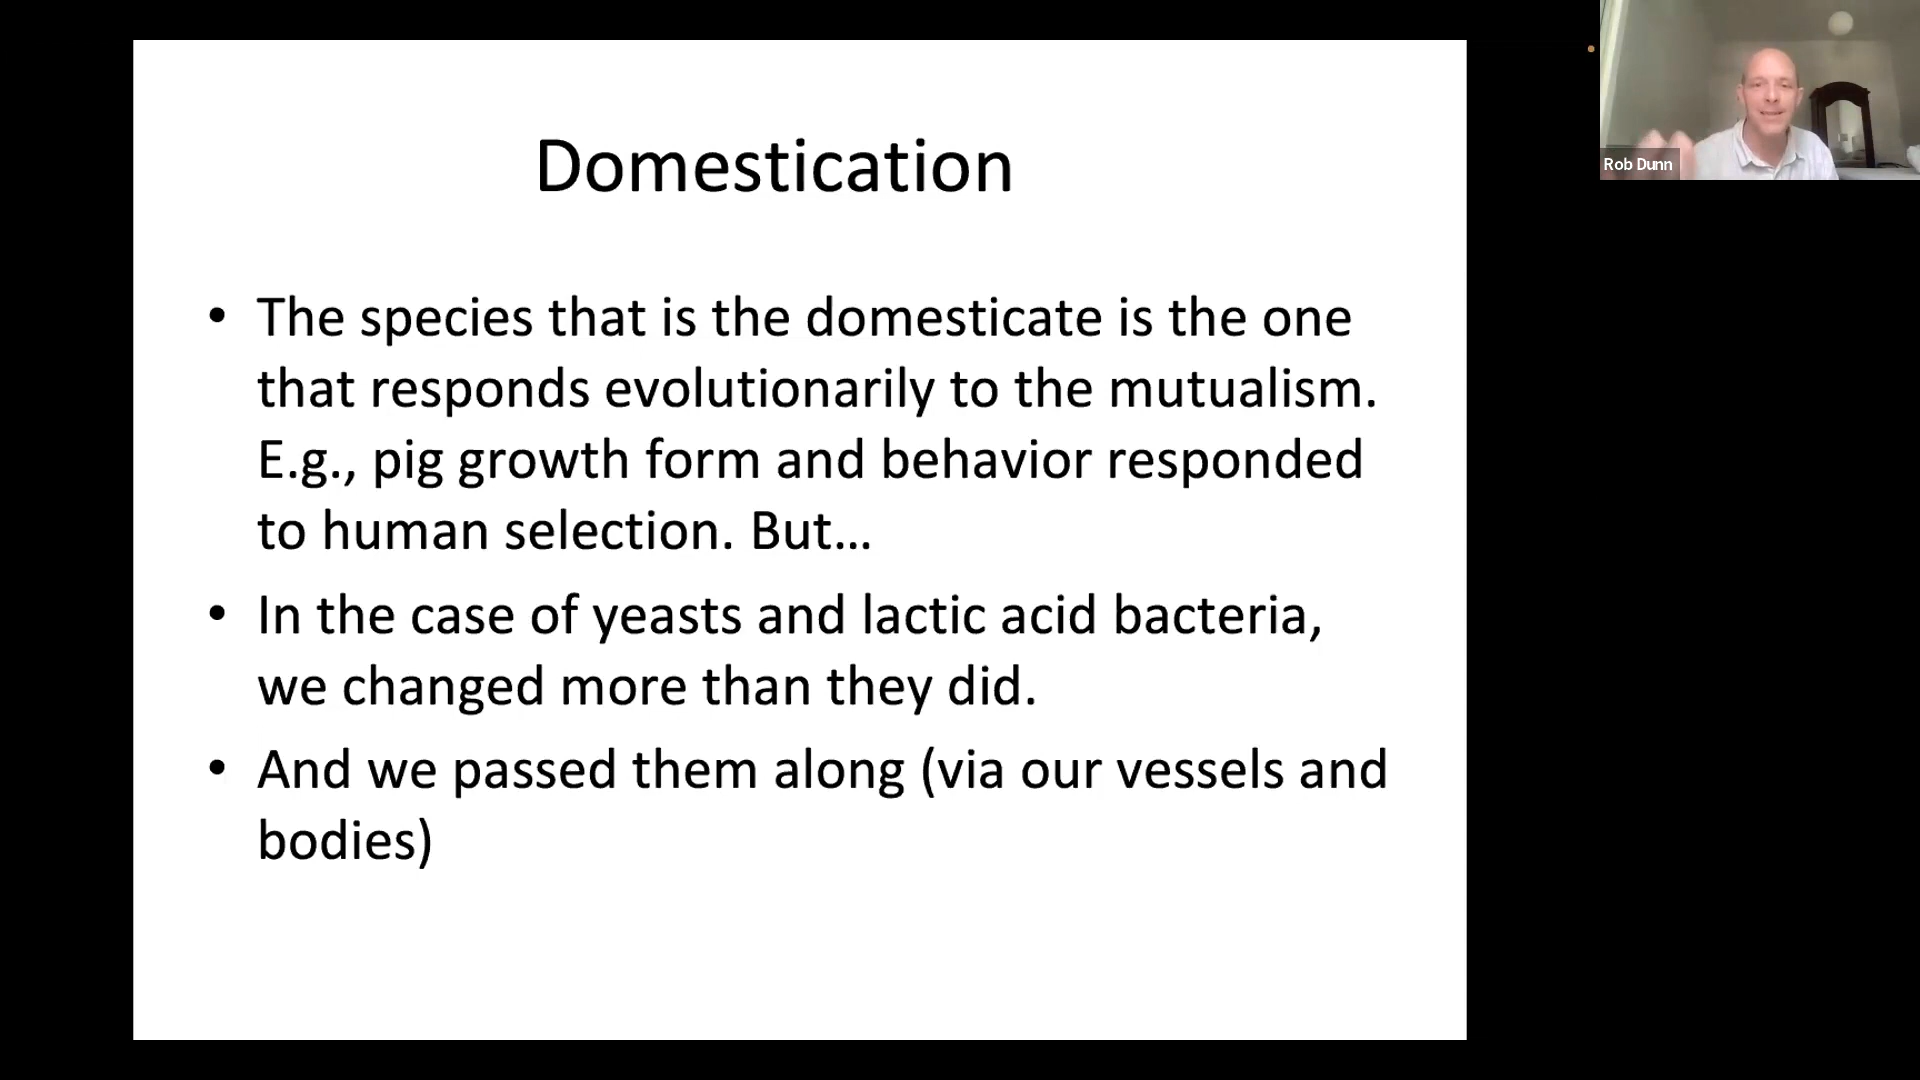 Domestication
• The species that is the domesticate is the one
that responds evolutionarily to the mutualism.
E.g., pig growth form and behavior responded
to human selection. But…
• In the case of yeasts and lactic acid bacteria,
we changed more than they did.
• And we passed them along (via our vessels and
bodies)
Rob Dunn